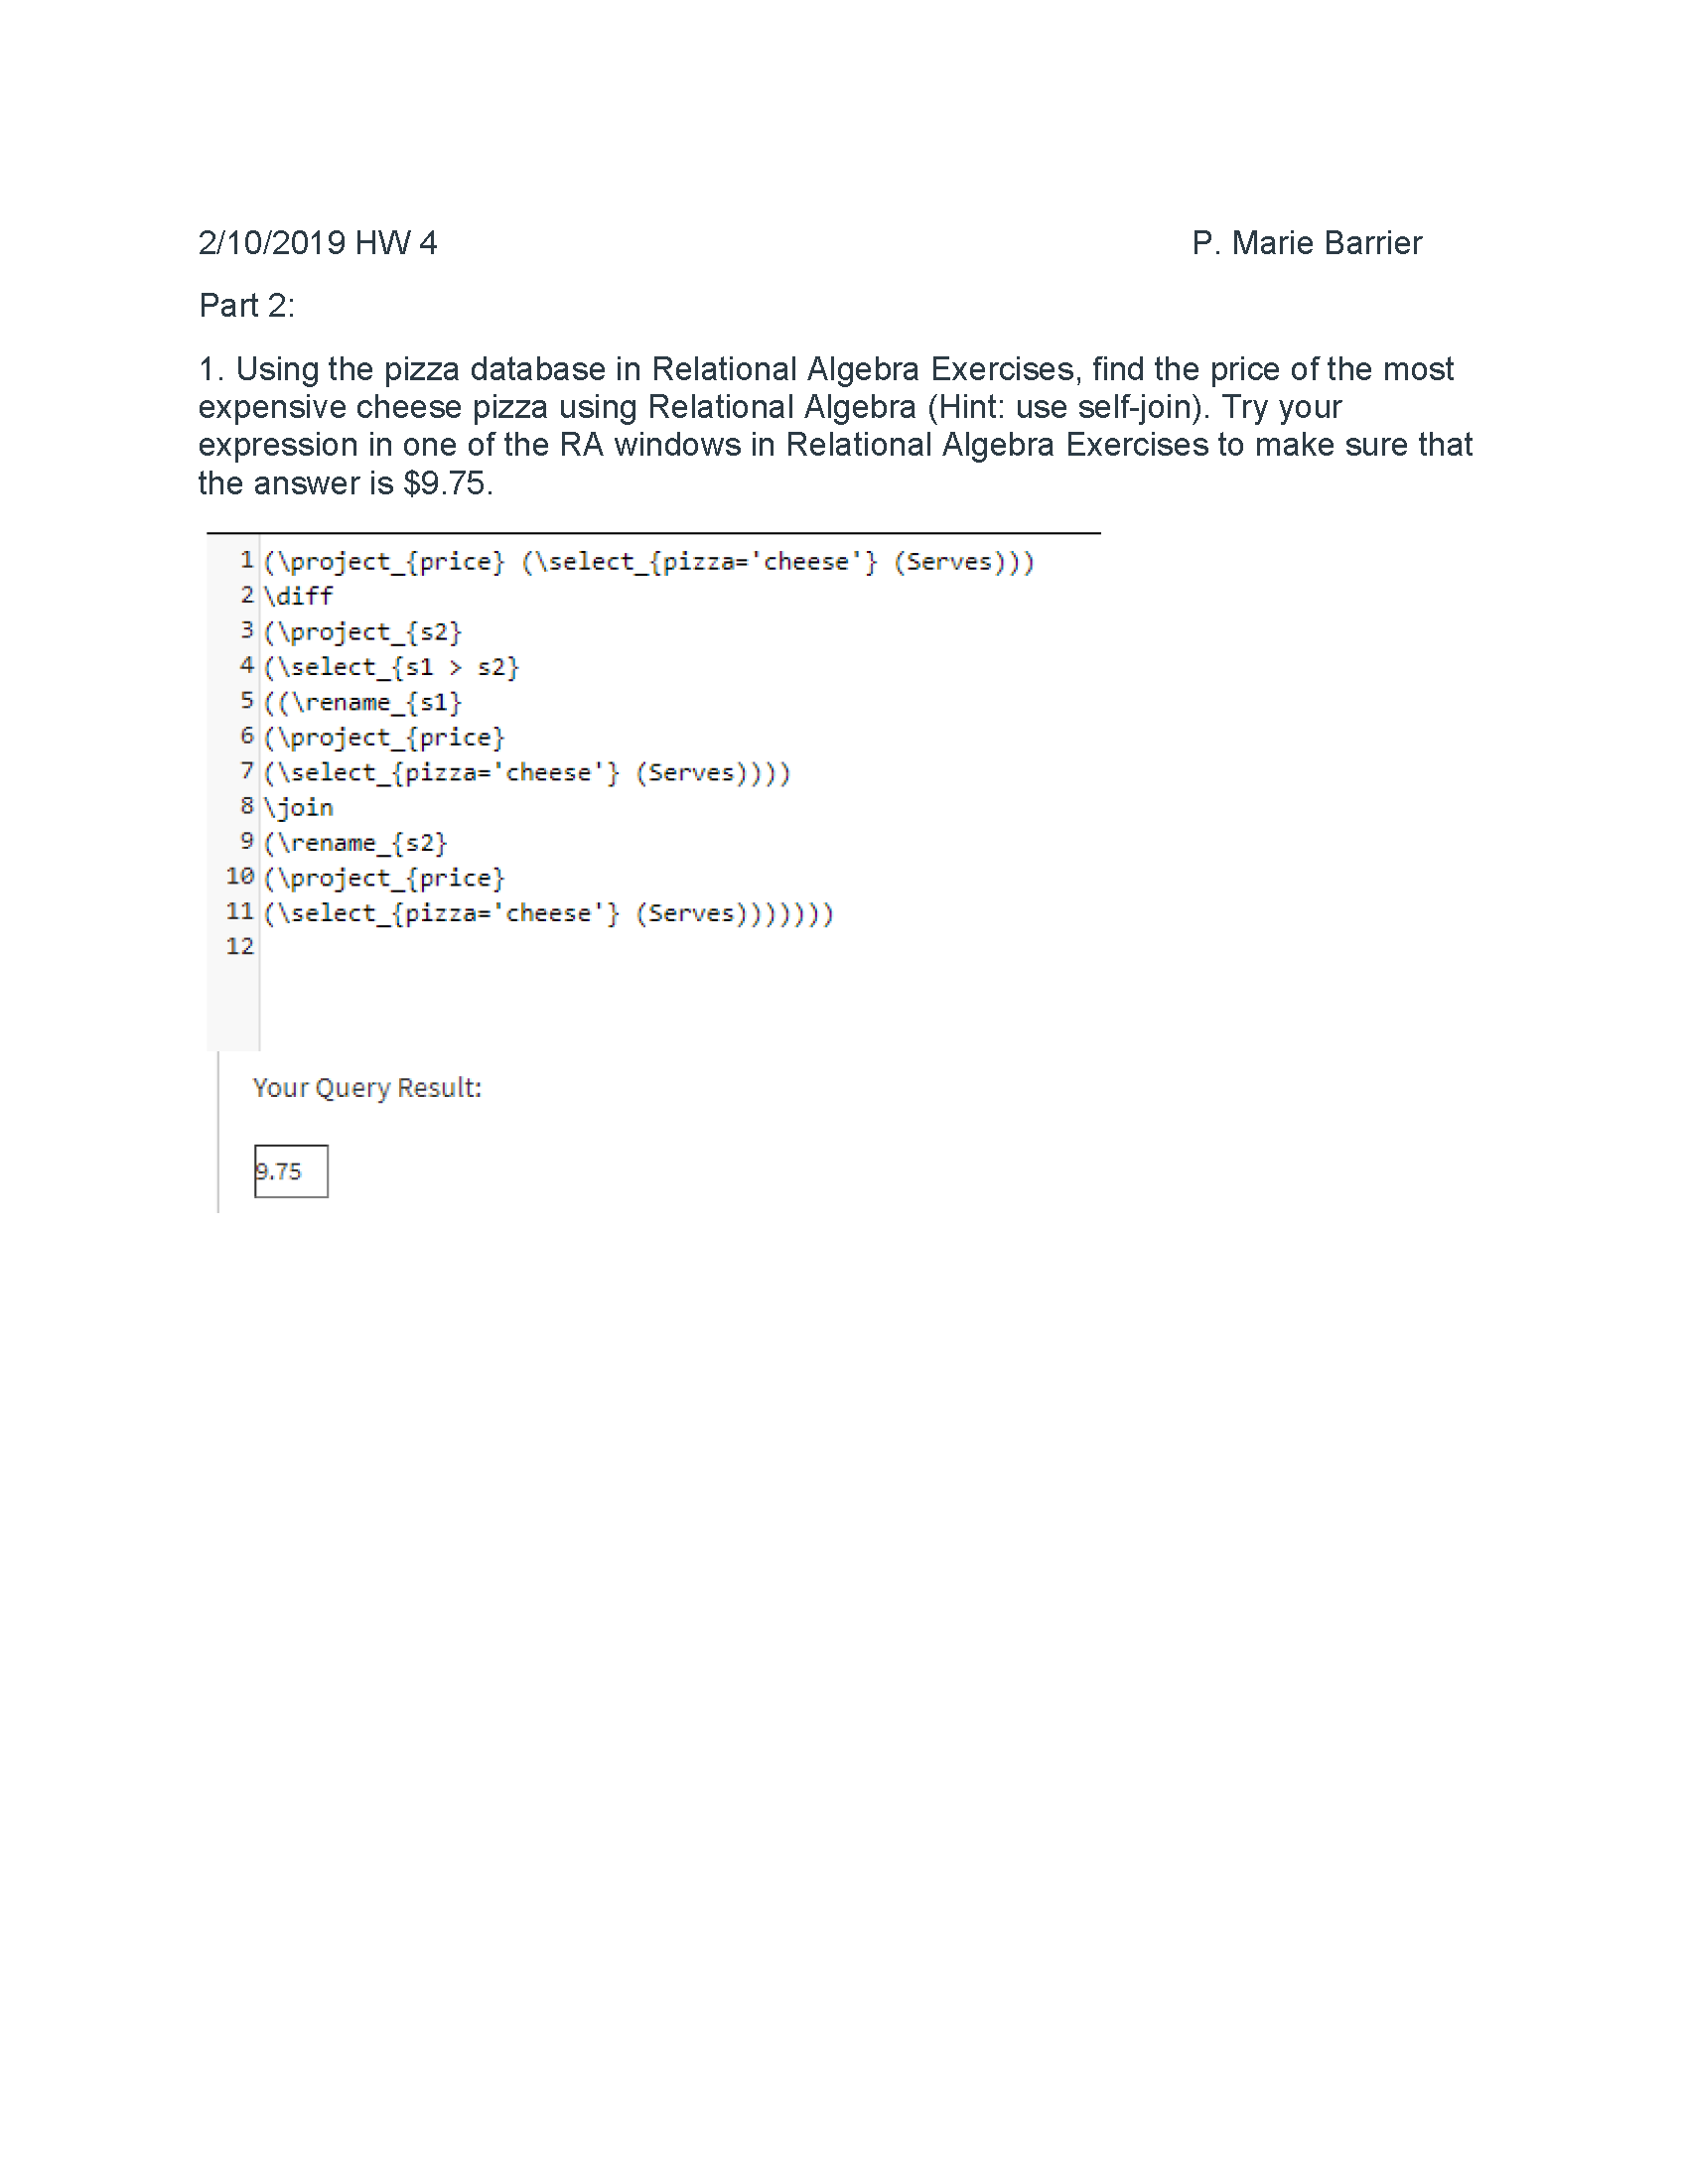 2/10/2019 HW 4 P. Marie Barrier
Part 2:
1. Using the pizza database in Relational Algebra Exercises, find the price of the most
expensive cheese pizza using Relational Algebra (Hint: use self-join). Try your
expression in one of the RA windows in Relational Algebra Exercises to make sure that
the answer is $9.75.
1 (\project_{price} (\select_{pizza='cheese'} (Serves)))
2 \diff
3 (\project_{s2}
4 (\select_{s1 > s2}
5 ((\rename_{s1}
6 (\project_{price}
7 (\select_{pizza='cheese'} (Serves))))
8 \join
9 (\rename_{s2}
10 (\project_{price}
11 (\select_{pizza='cheese'} (Serves)))))))
12
Your Query Result:
9.75